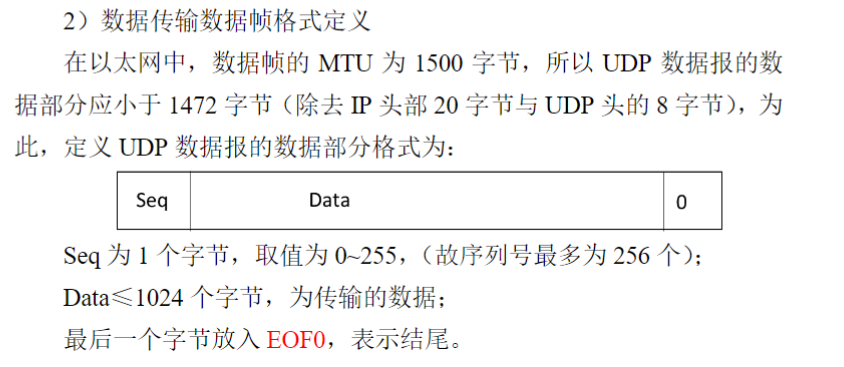 2）数据传输数据帧格式定义
在以太网中，数据帧的 MTU 为 1500 字节，所以 UDP 数据报的数
据部分应小于 1472 字节（除去 IP 头部 20 字节与 UDP 头的 8 字节），为
此，定义 UDP 数据报的数据部分格式为：
Seq Data 0
Seq 为 1 个字节，取值为 0~255，（故序列号最多为 256 个）；
Data≤1024 个字节，为传输的数据；
最后一个字节放入 EOF0，表示结尾。